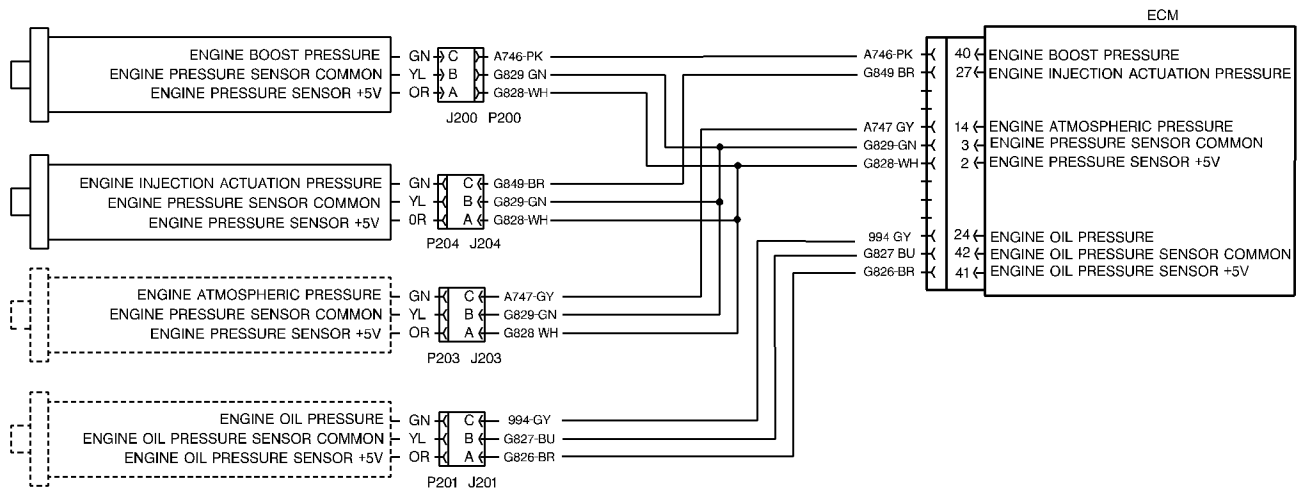 ECM
ENGINE BOOST PRESSURE GN C A746-PK A746-PK 40 ENGINE BOOST PRESSURE
ENGINE PRESSURE SENSOR COMMON YL B G829 GN G849 BR 27 ENGINE INJECTION ACTUATION PRESSURE
ENGINE PRESSURE SENSOR +5V OR A G828-WH
J200 P200
A747 GY 14 ENGINE ATMOSPHERIC PRESSURE
G829-GN 3 ENGINE PRESSURE SENSOR COMMON
G828-WH 2 ENGINE PRESSURE SENSOR +5V
ENGINE INJECTION ACTUATION PRESSURE GN C G849-BR
ENGINE PRESSURE SENSOR COMMON YL B G829-GN
ENGINE PRESSURE SENSOR +5V 0R A G828-WH
P204 J204
994 GY 24 ENGINE OIL PRESSURE
G827 BU 42 ENGINE OIL PRESSURE SENSOR COMMON
G826-BR 41 ENGINE OIL PRESSURE SENSOR +5V
ENGINE ATMOSPHERIC PRESSURE GN C A747-GY
ENGINE PRESSURE SENSOR COMMON YL B G829-GN
ENGINE PRESSURE SENSOR +5V OR A G828 WH
P203 J203
ENGINE OIL PRESSURE GN C 994-GY
ENGINE OIL PRESSURE SENSOR COMMON YL B G827-BU
ENGINE OIL PRESSURE SENSOR +5V OR A G826-BR
P201 J201